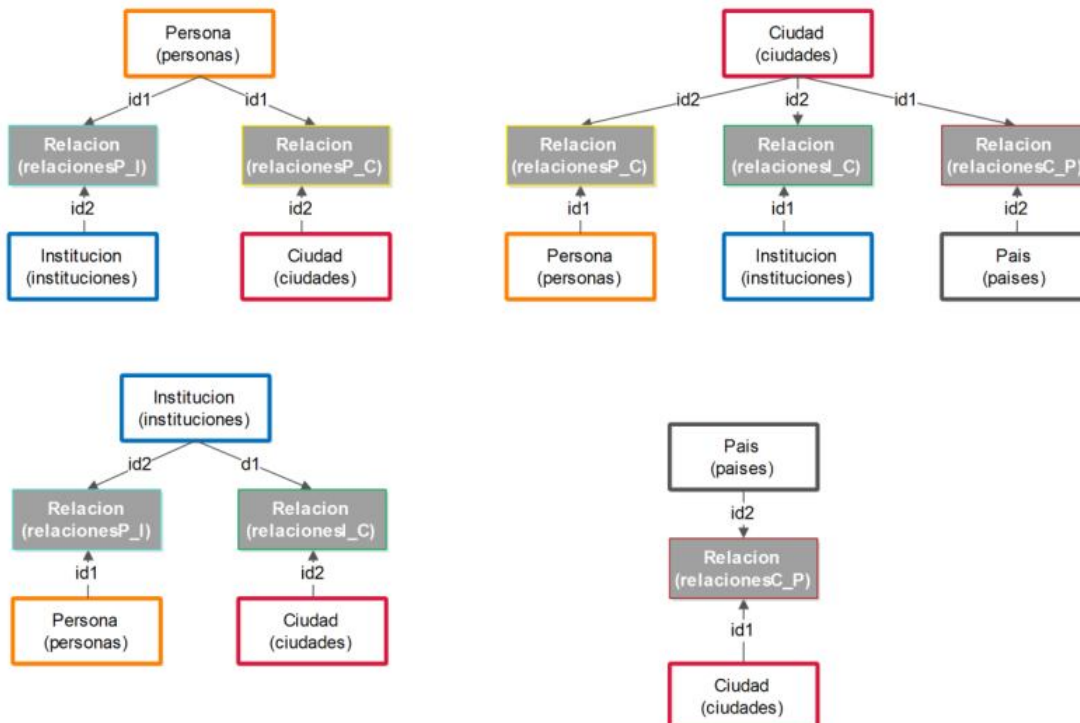 Persona
(personas)
id1
id1
Relacion
(relacionesP_I)
Relacion
(relacionesP_C)
id2
id2
Institucion
(instituciones)
Ciudad
(ciudades)
Ciudad
(ciudades)
id2
id2
id1
Relacion
(relacionesP_C)
Relacion
(relacionesI_C)
Relacion
(relacionesC_P)
id1
id1
id2
Persona
(personas)
Institucion
(instituciones)
Pais
(paises)
Institucion
(instituciones)
id2
d1
Relacion
(relacionesP_I)
Relacion
(relacionesI_C)
id1
id2
Persona
(personas)
Ciudad
(ciudades)
Pais
(paises)
id2
Relacion
(relacionesC_P)
id1
Ciudad
(ciudades)